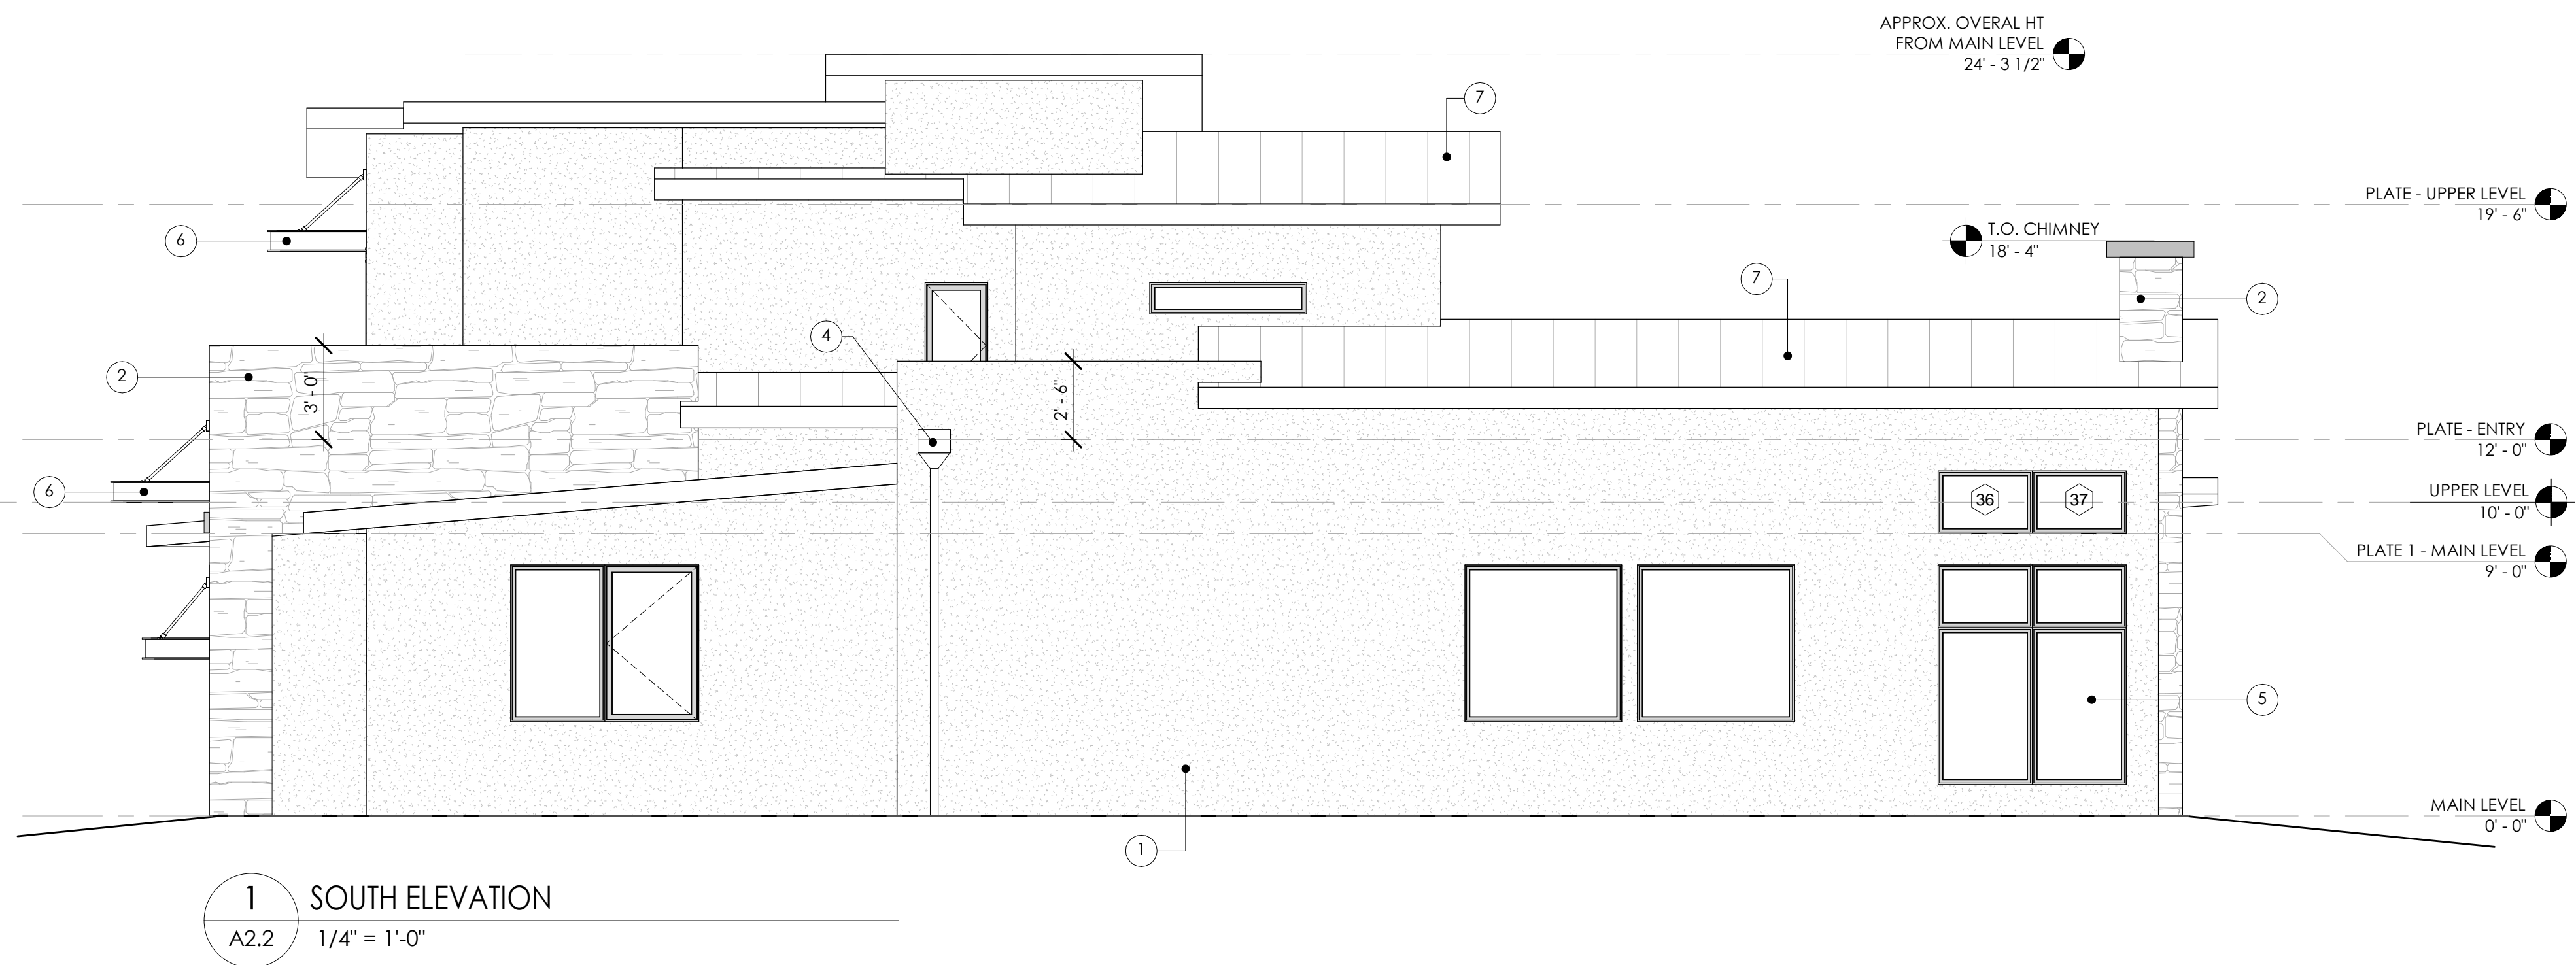 APPROX. OVERAL HT
FROM MAIN LEVEL
24' - 3 1/2"
7
PLATE - UPPER LEVEL
19' - 6"
6
T.O. CHIMNEY
18' - 4"
7
2
4
2
3' - 0"
2' - 6"
PLATE - ENTRY
12' - 0"
6
36
37
UPPER LEVEL
10' - 0"
PLATE 1 - MAIN LEVEL
9' - 0"
5
MAIN LEVEL
0' - 0"
1
1
SOUTH ELEVATION
A2.2
1/4" = 1'-0"